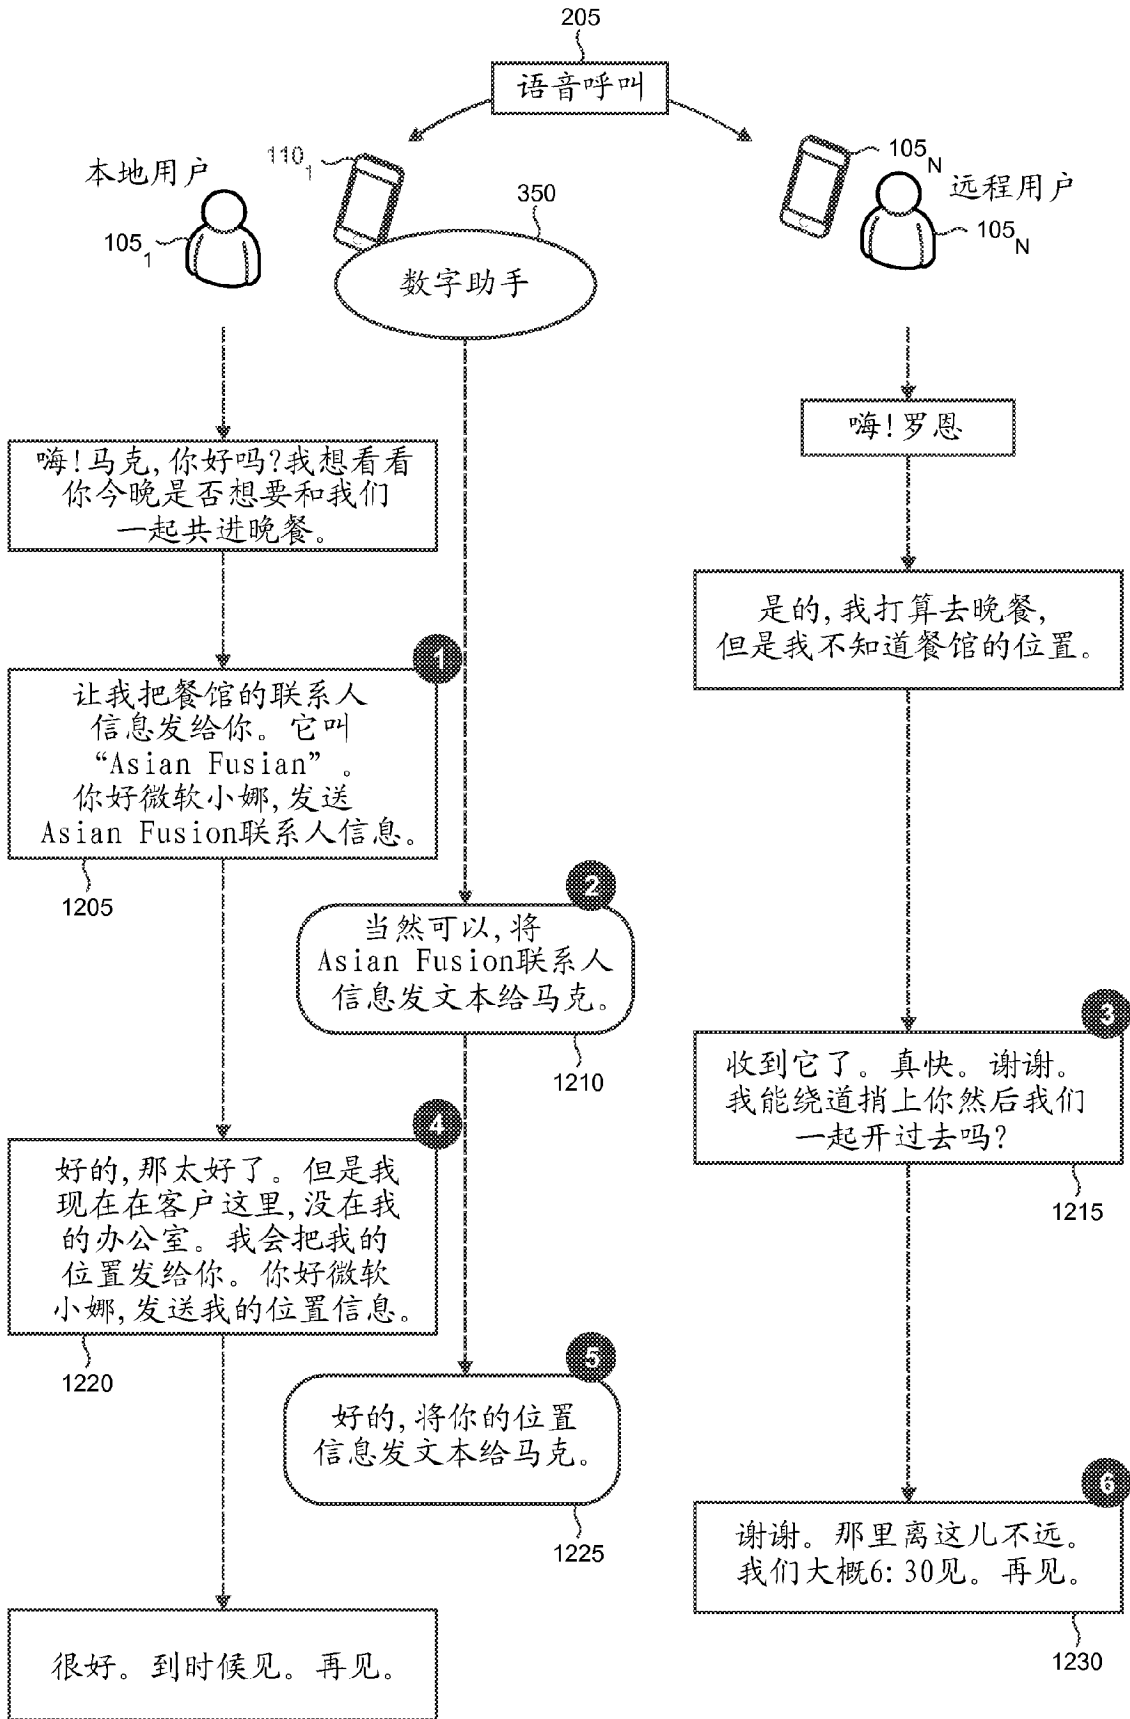 205
语音呼叫
110₁
105_N
本地用户
远程用户
350
105₁
105_N
数字助手
嗨!罗恩
嗨!马克,你好吗?我想看看
你今晚是否想要和我们
一起共进晚餐。
是的,我打算去晚餐,
但是我不知道餐馆的位置。
1
让我把餐馆的联系人
信息发给你。它叫
“Asian Fusian”。
你好微软小娜,发送
Asian Fusion联系人信息。
1205
2
当然可以,将
Asian Fusion联系人
信息发文本给马克。
1210
3
收到它了。真快。谢谢。
我能绕道捎上你然后我们
一起开过去吗?
1215
4
好的,那太好了。但是我
现在在客户这里,没在我
的办公室。我会把我的
位置发给你。你好微软
小娜,发送我的位置信息。
1220
5
好的,将你的位置
信息发文本给马克。
1225
6
谢谢。那里离这儿不远。
我们大概6:30见。再见。
1230
很好。到时候见。再见。